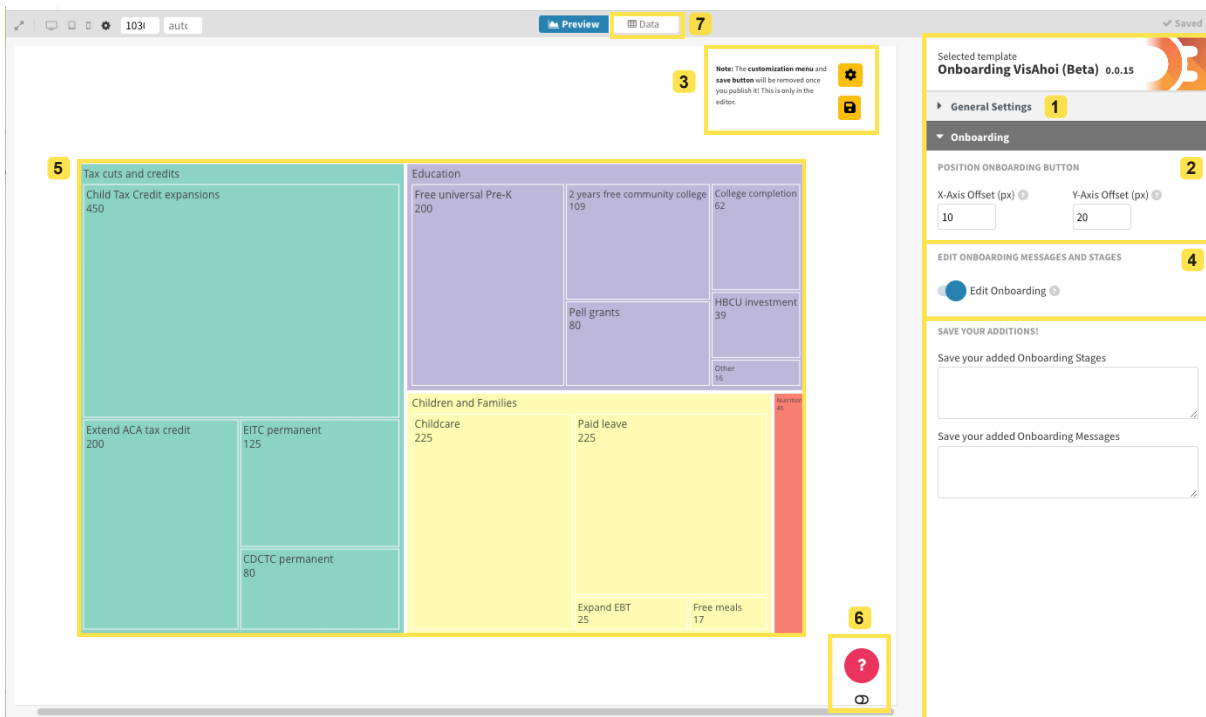 103
auto
Preview
Data
7
Saved
3
Note: The customization menu and
save button will be removed once
you publish it! This is only in the
editor.
Selected template
Onboarding VisAhoi (Beta) 0.0.15
General Settings
1
Onboarding
POSITION ONBOARDING BUTTON
2
X-Axis Offset (px)
Y-Axis Offset (px)
10
20
EDIT ONBOARDING MESSAGES AND STAGES
4
Edit Onboarding
SAVE YOUR ADDITIONS!
Save your added Onboarding Stages
Save your added Onboarding Messages
5
Tax cuts and credits
Child Tax Credit expansions
450
Extend ACA tax credit
200
EITC permanent
125
CDCTC permanent
80
Education
Free universal Pre-K
200
2 years free community college
109
College completion
62
Pell grants
80
HBCU investment
39
Other
16
Children and Families
Childcare
225
Paid leave
225
Expand EBT
25
Free meals
17
Nutrition
45
6
?